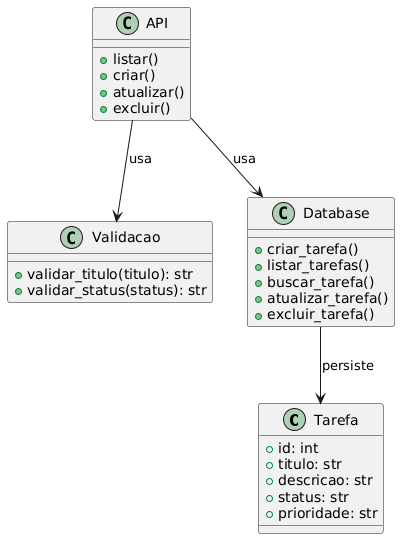 C API
listar()
criar()
atualizar()
excluir()
usa
usa
C Validacao
validar_titulo(titulo): str
validar_status(status): str
C Database
criar_tarefa()
listar_tarefas()
buscar_tarefa()
atualizar_tarefa()
excluir_tarefa()
persiste
C Tarefa
id: int
titulo: str
descricao: str
status: str
prioridade: str